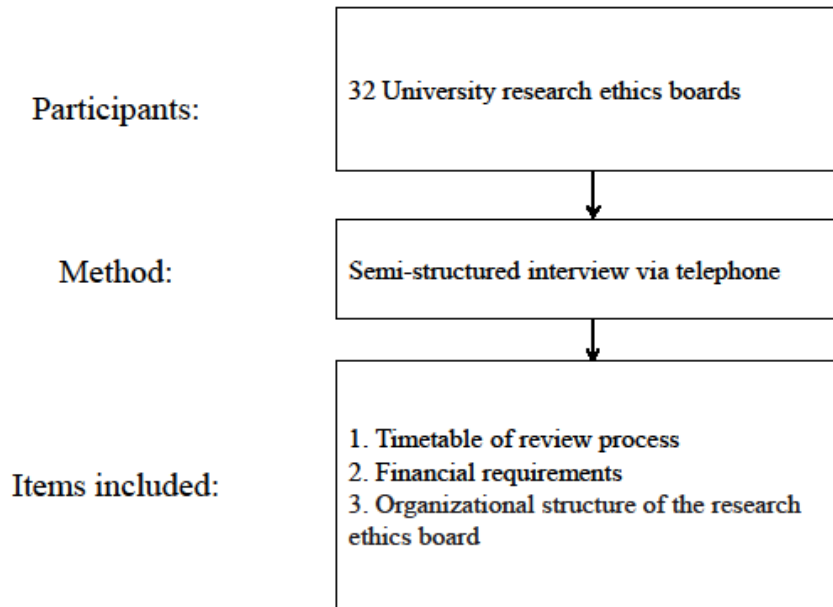 Participants:
32 University research ethics boards
Method:
Semi-structured interview via telephone
Items included:
1. Timetable of review process
2. Financial requirements
3. Organizational structure of the research
ethics board